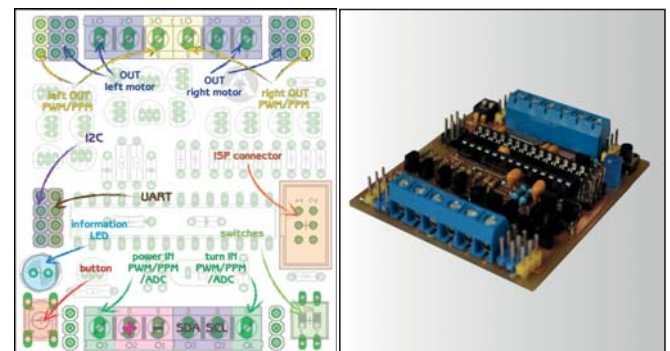 OUT
left motor
OUT
right motor
left OUT
PWM/PPM
right OUT
PWM/PPM
I2C
ISP connector
UART
information
LED
switches
power IN
PWM/PPM
/ADC
turn IN
PWM/PPM
/ADC
button
+
-
SDA
SCL